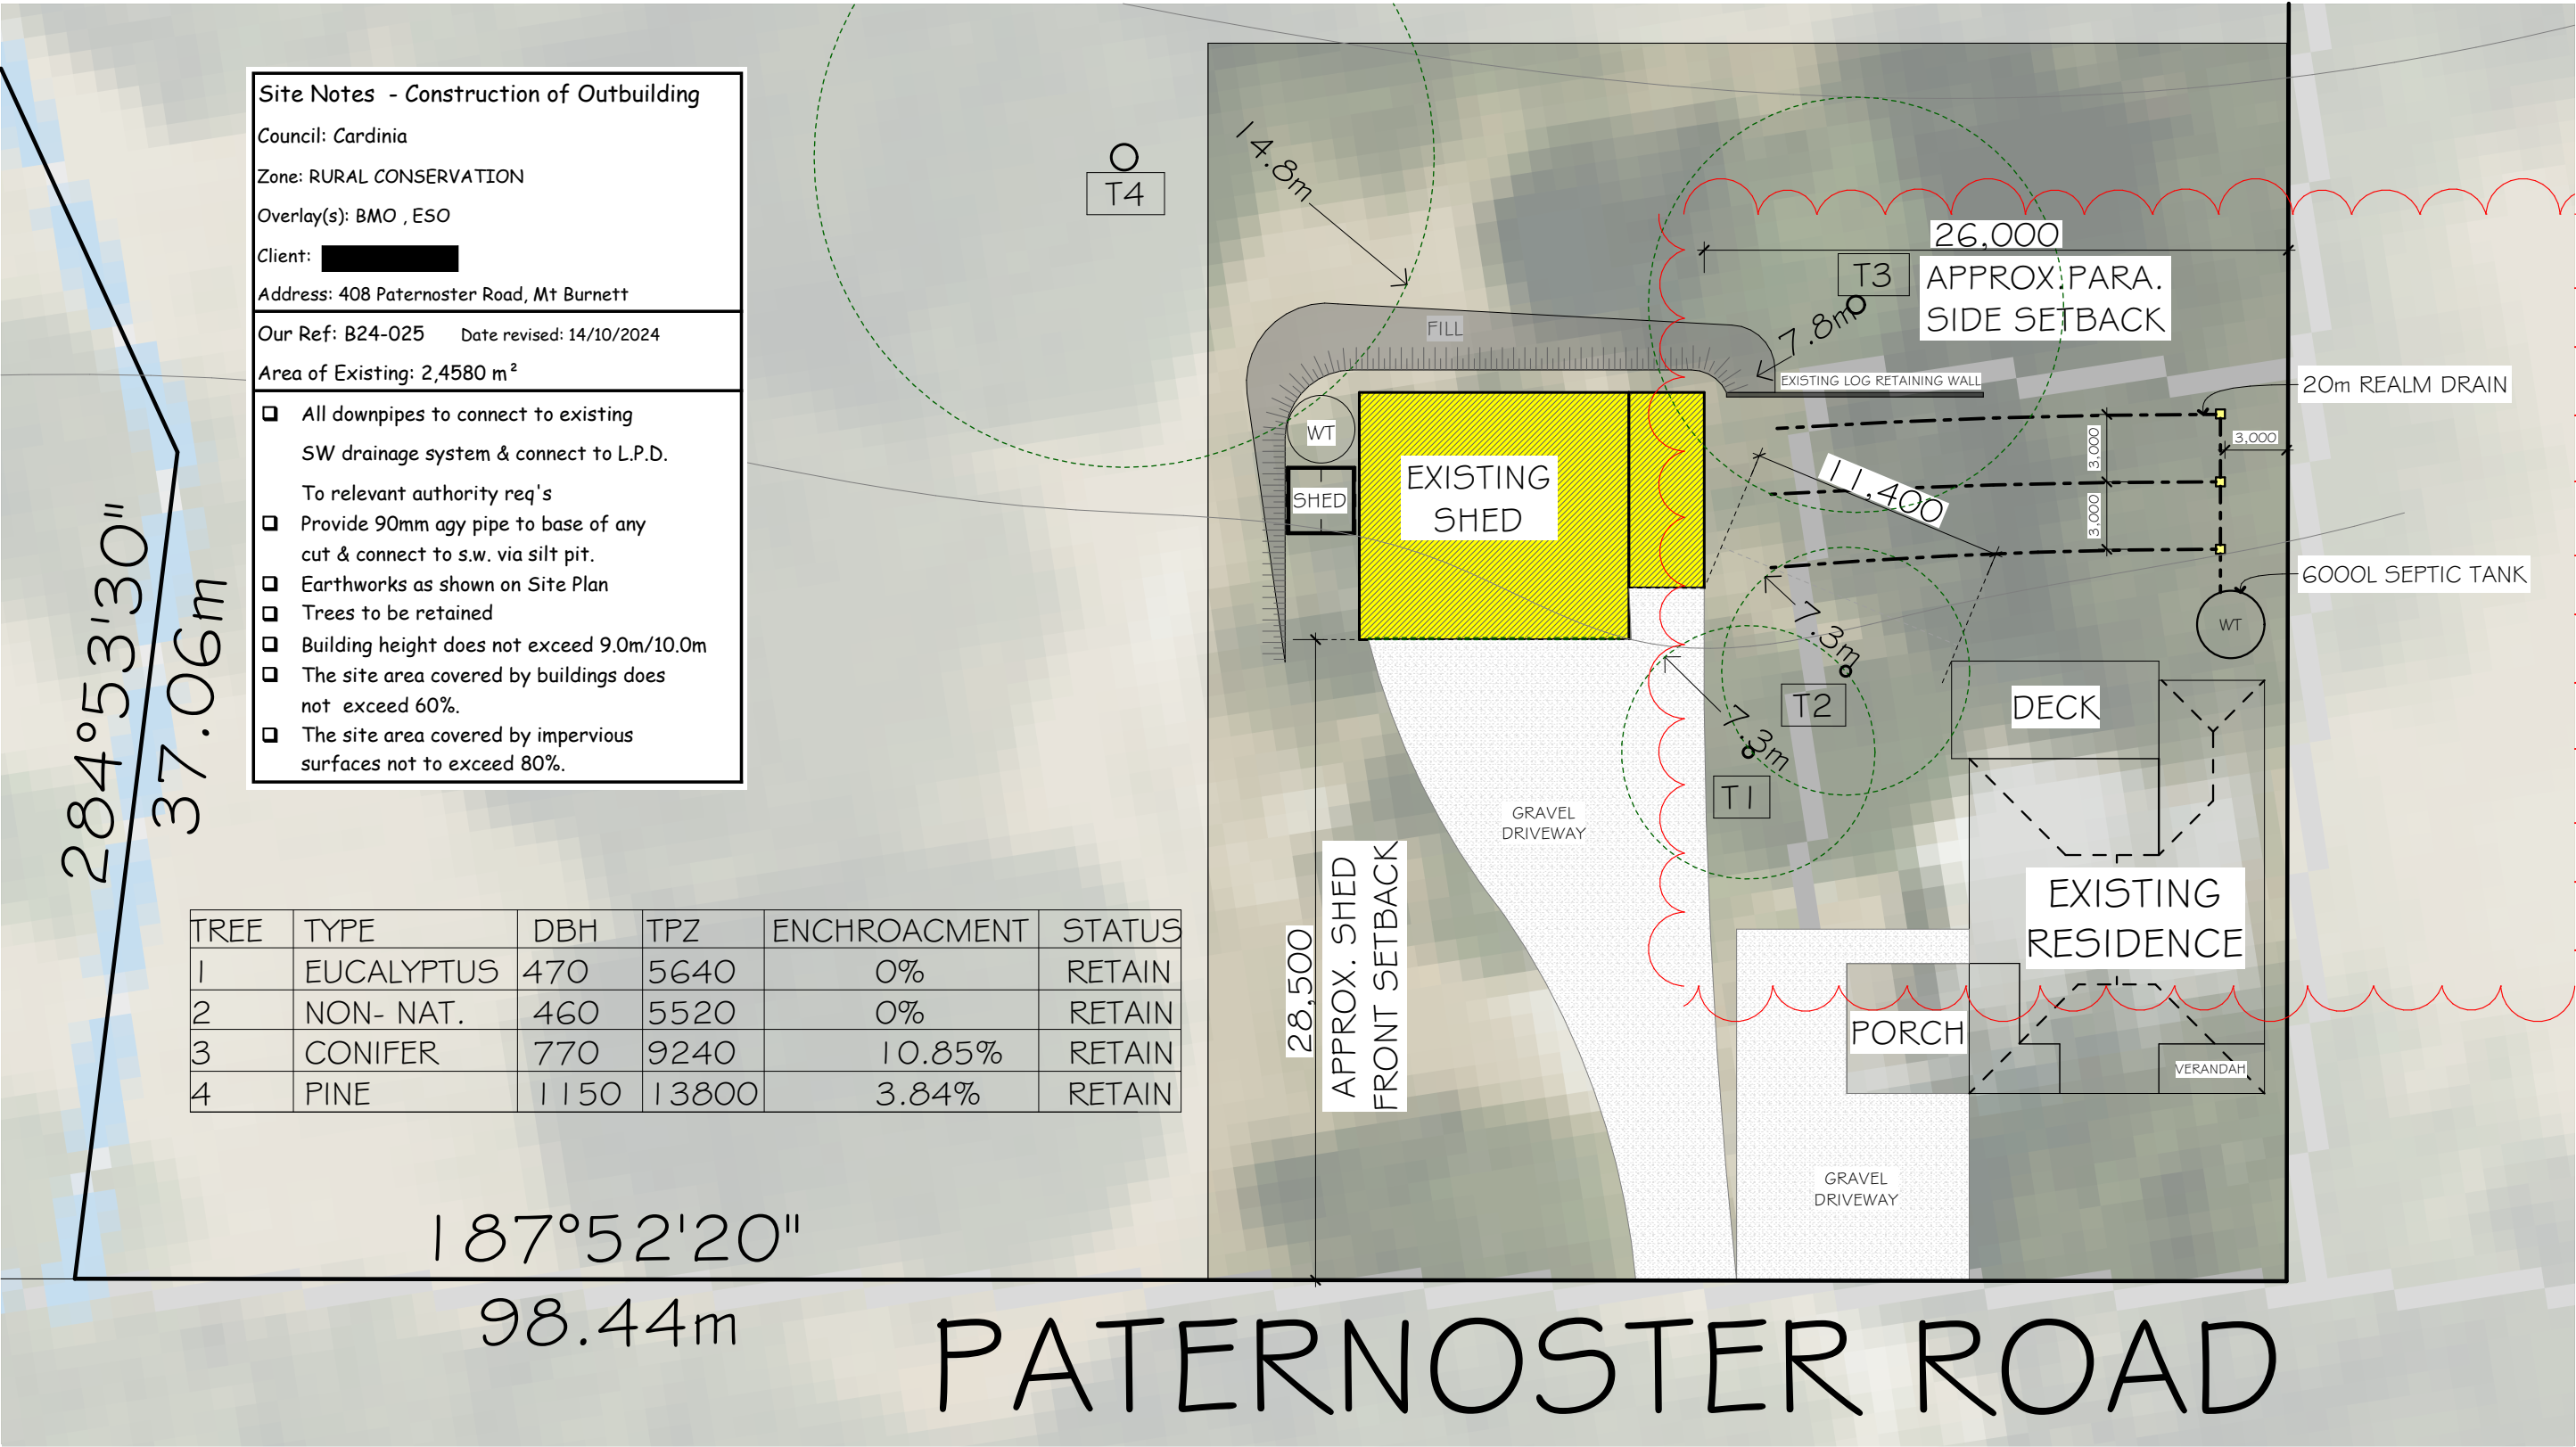 Site Notes - Construction of Outbuilding
Council: Cardinia
Zone: RURAL CONSERVATION
Overlay(s): BMO , ESO
Client:
Address: 408 Paternoster Road, Mt Burnett
Our Ref: B24-025 Date revised: 14/10/2024
Area of Existing: 2,4580 m²
All downpipes to connect to existing
SW drainage system & connect to L.P.D.
To relevant authority req's
Provide 90mm agy pipe to base of any
cut & connect to s.w. via silt pit.
Earthworks as shown on Site Plan
Trees to be retained
Building height does not exceed 9.0m/10.0m
The site area covered by buildings does
not exceed 60%.
The site area covered by impervious
surfaces not to exceed 80%.
284°53'30"
37.06m
TREE TYPE DBH TPZ ENCHROACMENT STATUS
1 EUCALYPTUS 470 5640 0% RETAIN
2 NON- NAT. 460 5520 0% RETAIN
3 CONIFER 770 9240 10.85% RETAIN
4 PINE 1150 13800 3.84% RETAIN
187°52'20"
98.44m
T4
14.8m
FILL
WT
SHED
EXISTING
SHED
26,000
APPROX.PARA.
SIDE SETBACK
T3
7.8m
EXISTING LOG RETAINING WALL
20m REALM DRAIN
3,000
3,000
3,000
11,400
6000L SEPTIC TANK
WT
7.3m
T2
7.3m
T1
DECK
GRAVEL
DRIVEWAY
28,500
APPROX. SHED
FRONT SETBACK
EXISTING
RESIDENCE
PORCH
VERANDAH
GRAVEL
DRIVEWAY
PATERNOSTER ROAD